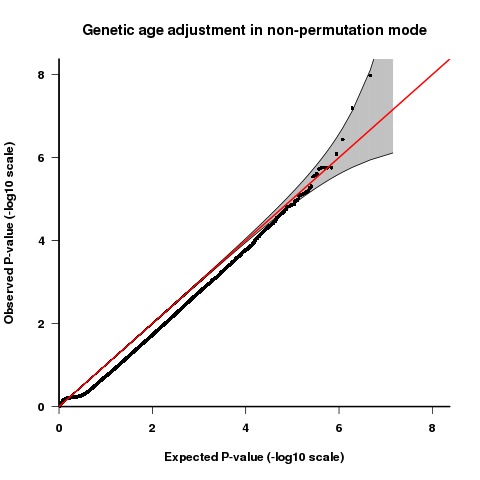 Genetic age adjustment in non-permutation mode
Observed P-value (-log10 scale)
8
6
4
2
0
0 2 4 6 8
Expected P-value (-log10 scale)